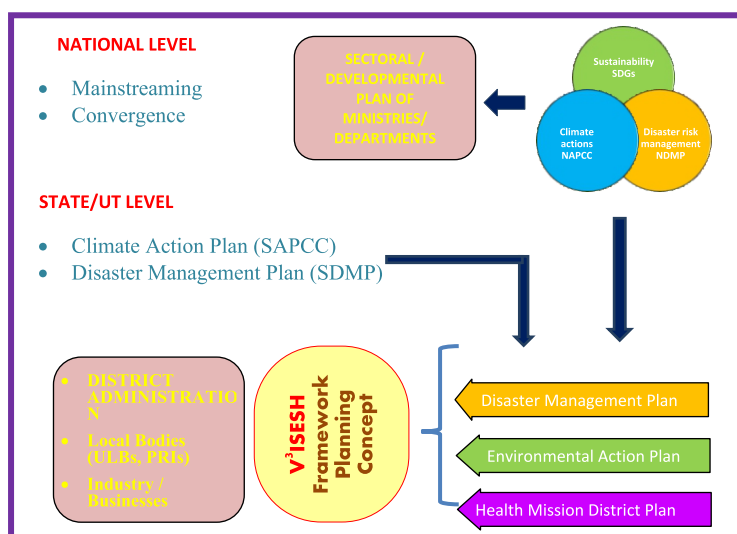 NATIONAL LEVEL
• Mainstreaming
• Convergence
SECTORAL /
DEVELOPMENTAL
PLAN OF
MINISTRIES/
DEPARTMENTS
Sustainability
SDGs
Climate
actions
NAPCC
Disaster risk
management
NDMP
STATE/UT LEVEL
• Climate Action Plan (SAPCC)
• Disaster Management Plan (SDMP)
• DISTRICT
ADMINISTRATIO
N
• Local Bodies
(ULBs, PRIs)
• Industry /
Businesses
V³ISESH
Framework
Planning
Concept
Disaster Management Plan
Environmental Action Plan
Health Mission District Plan